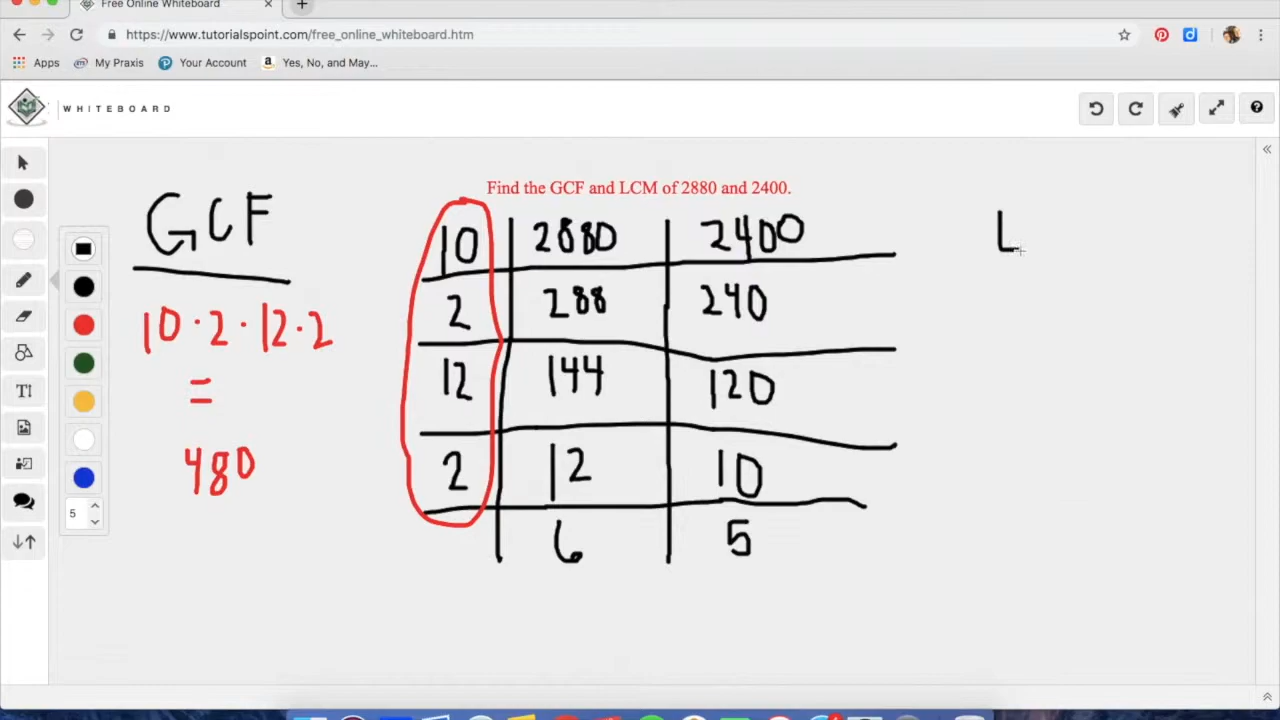 Free Online Whiteboard
https://www.tutorialspoint.com/free_online_whiteboard.htm
Apps My Praxis Your Account Yes, No, and May...
WHITEBOARD
Find the GCF and LCM of 2880 and 2400.
GCF
10 2880 2400 L
2 288 240
10 · 2 · 12 · 2
12 144 120
=
2 12 10
480
5
6 5